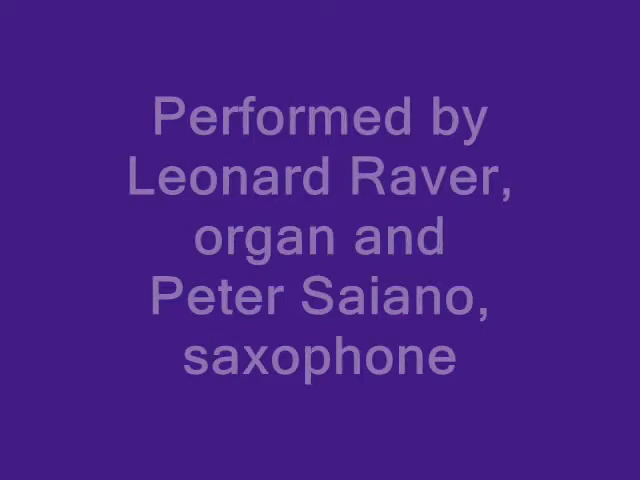 Performed by
Leonard Raver,
organ and
Peter Saiano,
saxophone